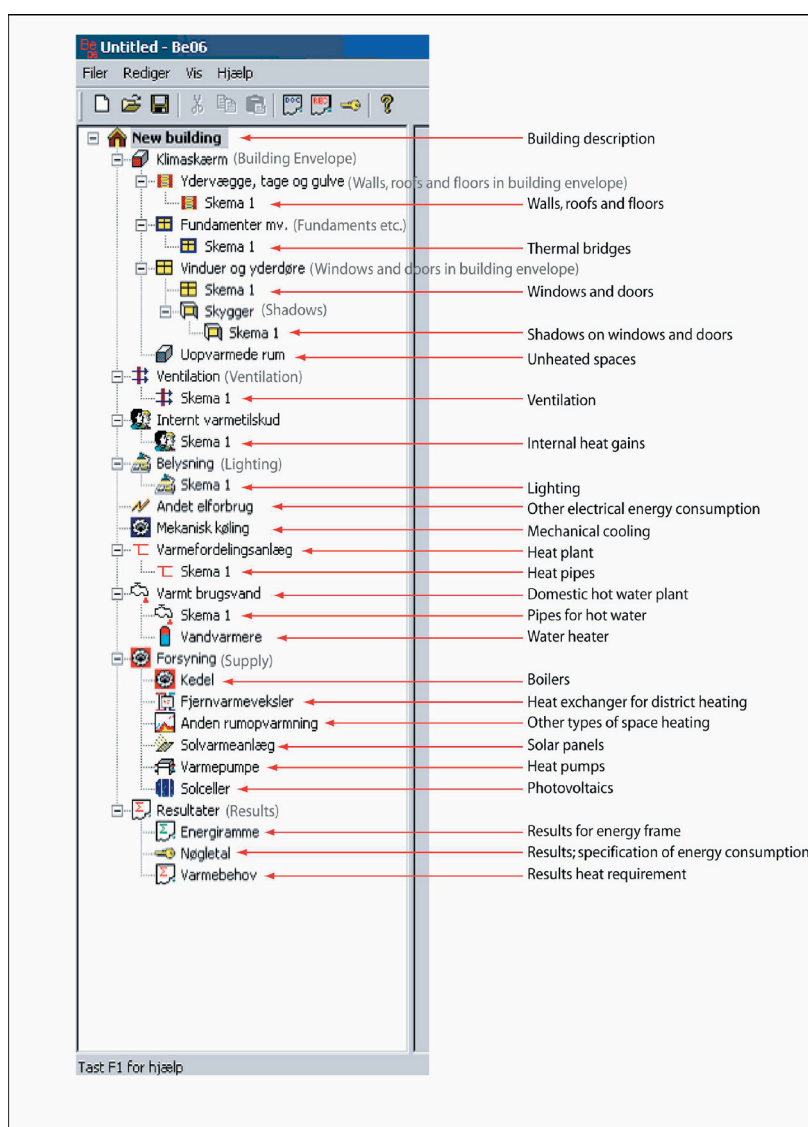 Untitled - Be06
Filer Rediger Vis Hjælp
New building Building description
Klimaskærm (Building Envelope)
Ydervægge, tage og gulve (Walls, roofs and floors in building envelope)
Skema 1 Walls, roofs and floors
Fundamenter mv. (Fundaments etc.)
Skema 1 Thermal bridges
Vinduer og yderdøre (Windows and doors in building envelope)
Skema 1 Windows and doors
Skygger (Shadows)
Skema 1 Shadows on windows and doors
Uopvarmede rum Unheated spaces
Ventilation (Ventilation)
Skema 1 Ventilation
Internt varmetilskud
Skema 1 Internal heat gains
Belysning (Lighting)
Skema 1 Lighting
Andet elforbrug Other electrical energy consumption
Mekanisk køling Mechanical cooling
Varmefordelingsanlæg Heat plant
Skema 1 Heat pipes
Varmt brugsvand Domestic hot water plant
Skema 1 Pipes for hot water
Vandvarmere Water heater
Forsyning (Supply)
Kedel Boilers
Fjernvarmeveksler Heat exchanger for district heating
Anden rumopvarmning Other types of space heating
Solvarmeanlæg Solar panels
Varmepumpe Heat pumps
Solceller Photovoltaics
Resultater (Results)
Energiramme Results for energy frame
Nøgletal Results; specification of energy consumption
Varmebehov Results heat requirement
Tast F1 for hjælp